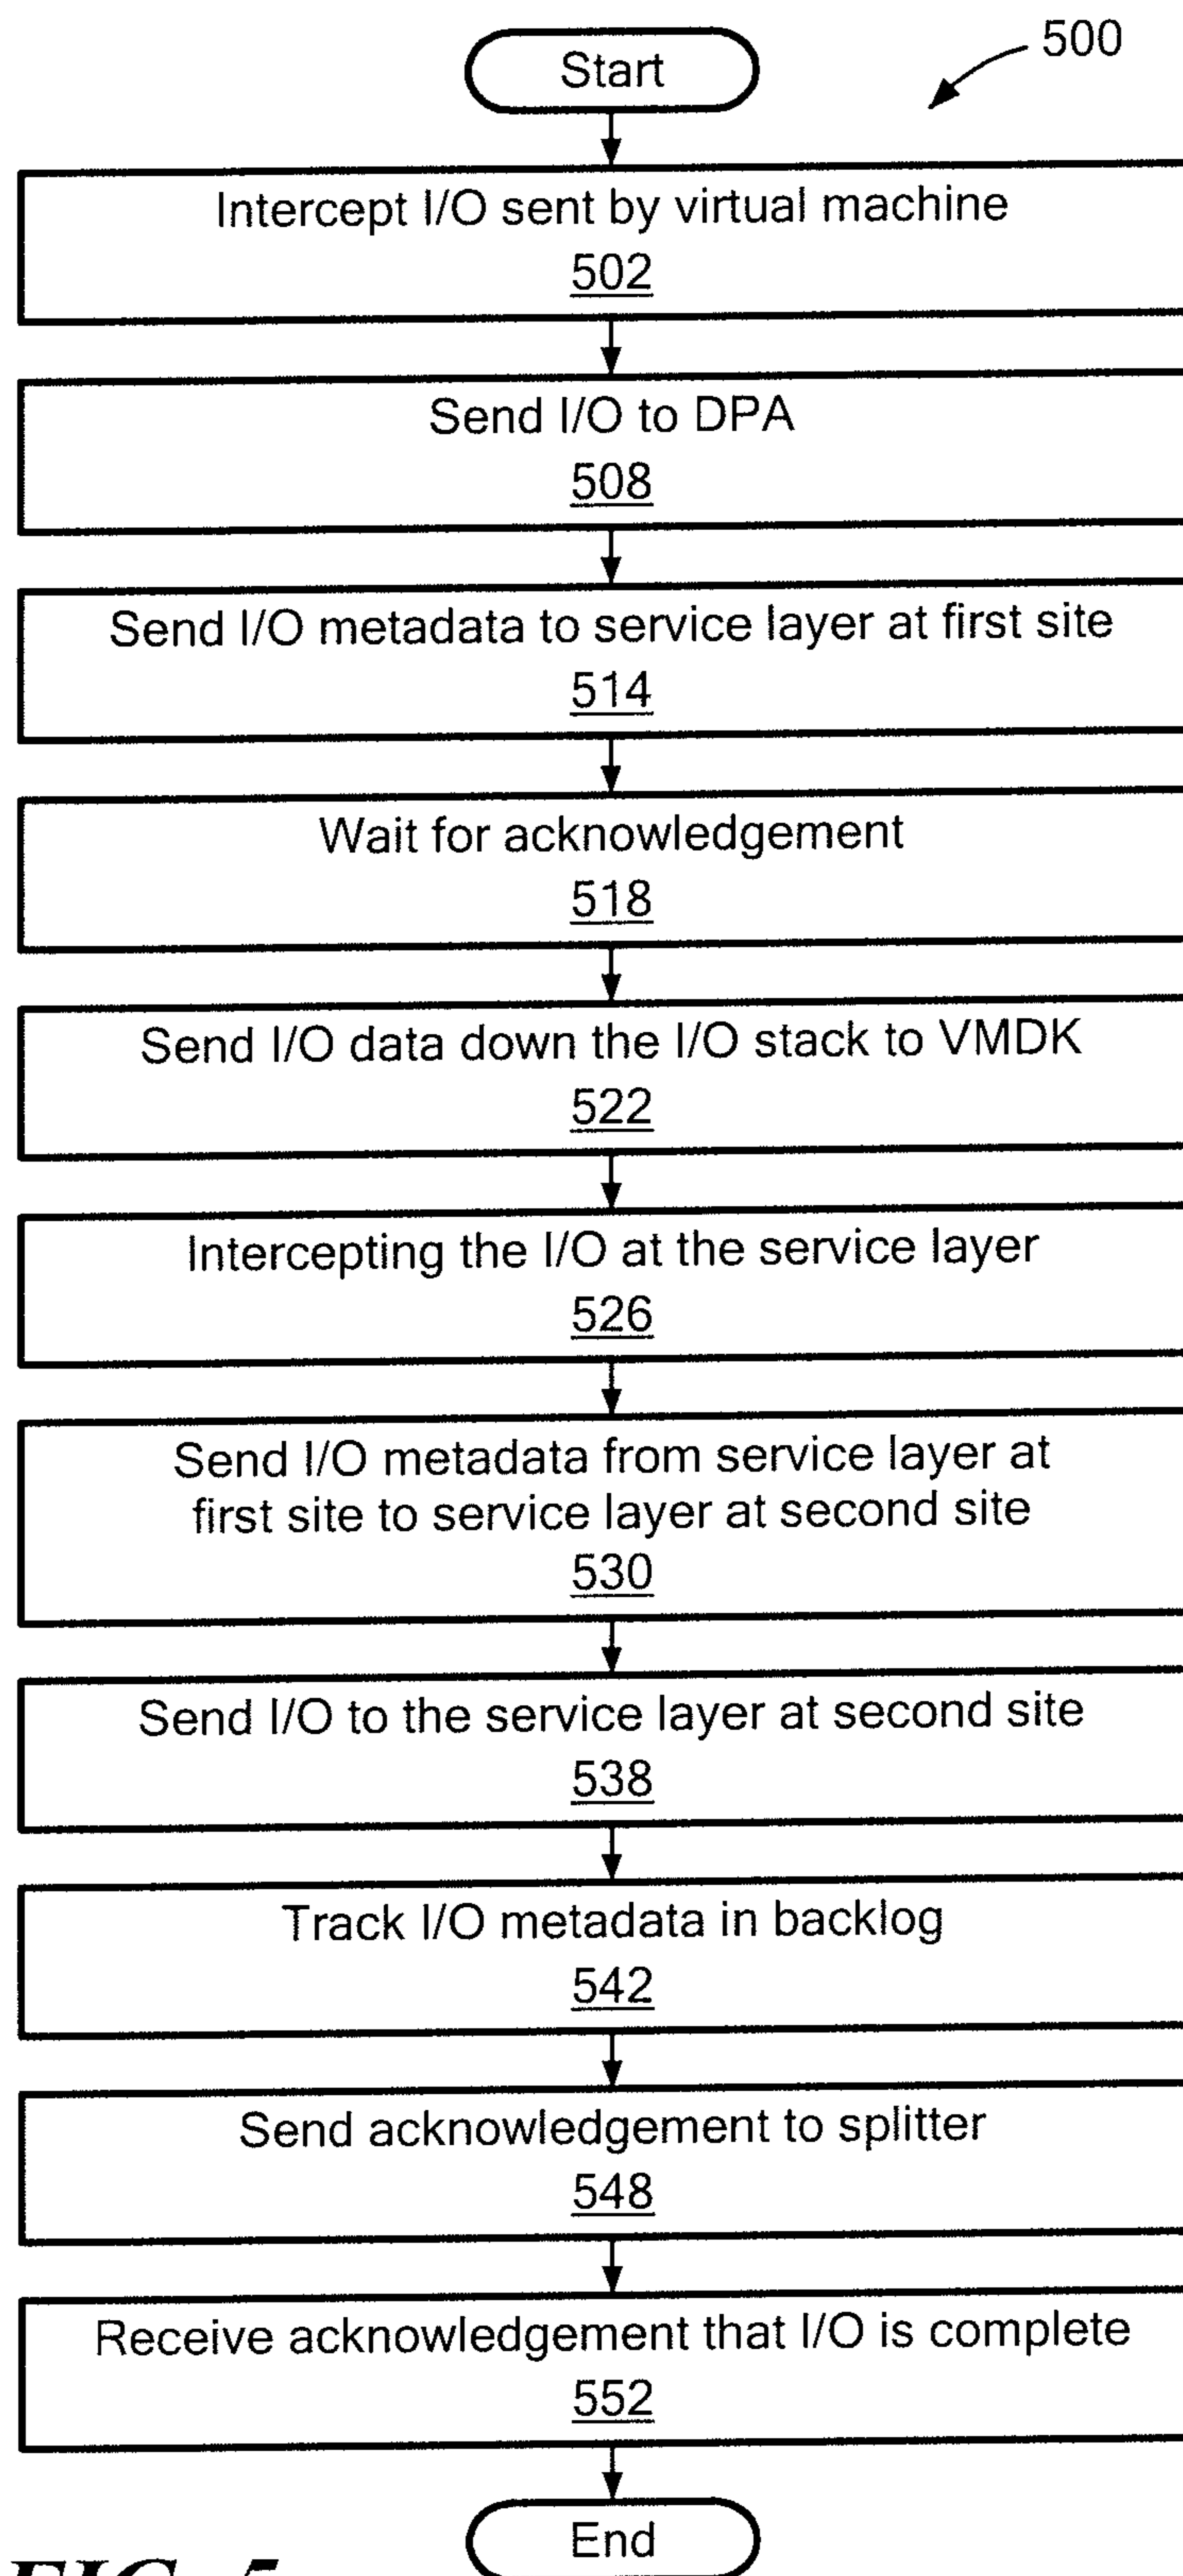 Start
500
Intercept I/O sent by virtual machine
502
Send I/O to DPA
508
Send I/O metadata to service layer at first site
514
Wait for acknowledgement
518
Send I/O data down the I/O stack to VMDK
522
Intercepting the I/O at the service layer
526
Send I/O metadata from service layer at
first site to service layer at second site
530
Send I/O to the service layer at second site
538
Track I/O metadata in backlog
542
Send acknowledgement to splitter
548
Receive acknowledgement that I/O is complete
552
End
FIG. 5